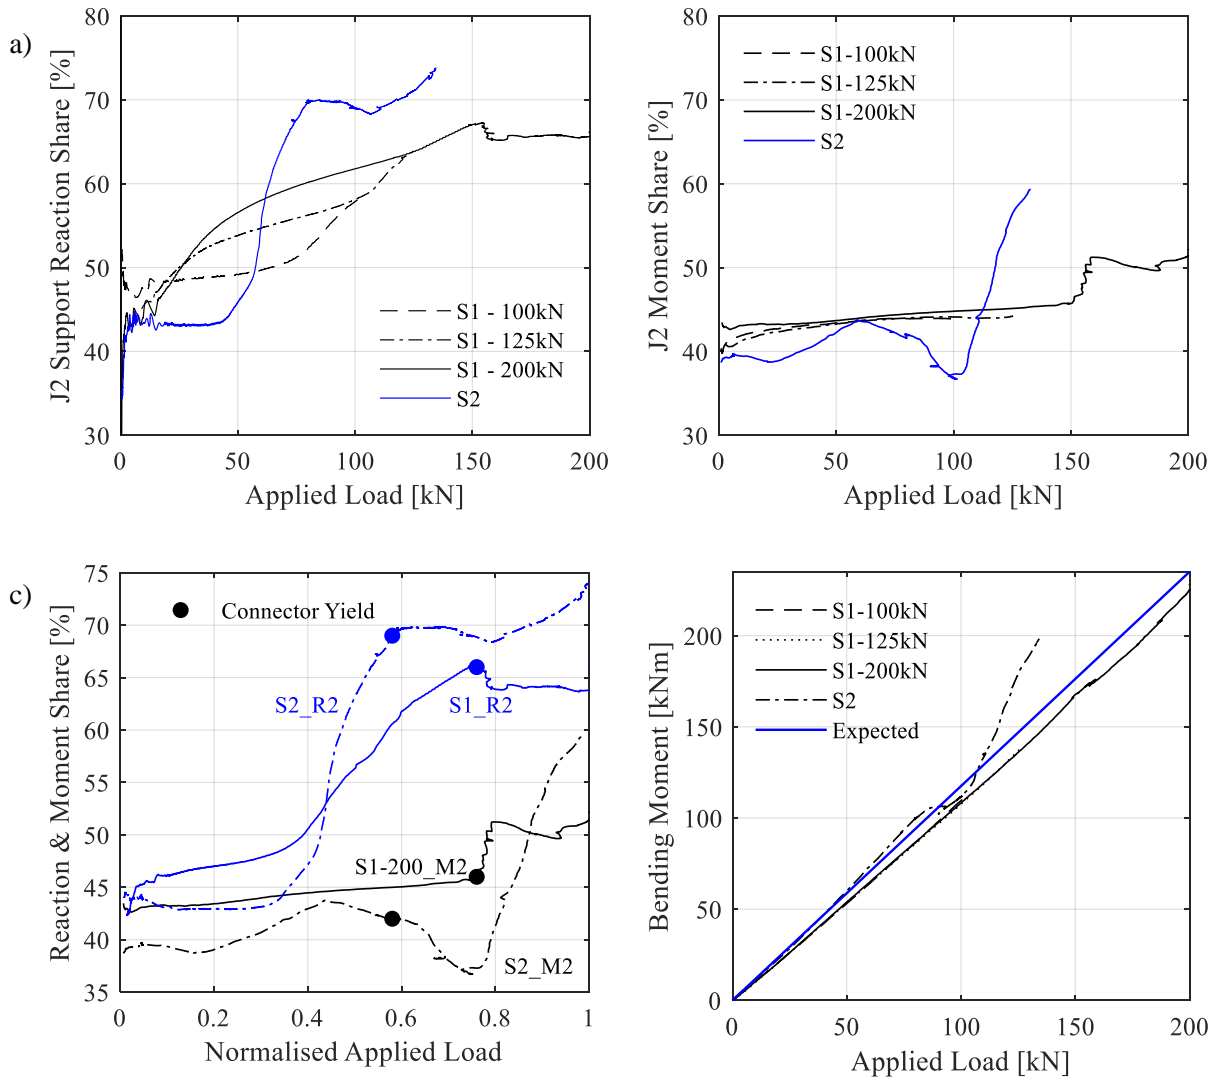 a)
J2 Support Reaction Share [%]
80
70
60
50
40
30
0
50
100
150
200
Applied Load [kN]
S1 - 100kN
S1 - 125kN
S1 - 200kN
S2
J2 Moment Share [%]
80
70
60
50
40
30
0
50
100
150
200
Applied Load [kN]
S1-100kN
S1-125kN
S1-200kN
S2
c)
Reaction & Moment Share [%]
75
70
65
60
55
50
45
40
35
0
0.2
0.4
0.6
0.8
1
Normalised Applied Load
Connector Yield
S2_R2
S1_R2
S1-200_M2
S2_M2
Bending Moment [kNm]
200
150
100
50
0
0
50
100
150
200
Applied Load [kN]
S1-100kN
S1-125kN
S1-200kN
S2
Expected